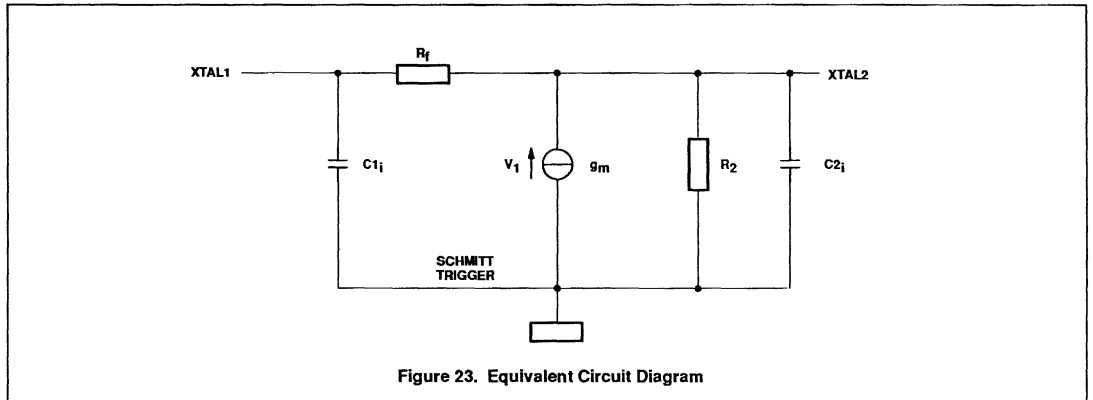 Rf
XTAL1
XTAL2
C1i
V1
gm
R2
C2i
SCHMITT
TRIGGER
Figure 23. Equivalent Circuit Diagram